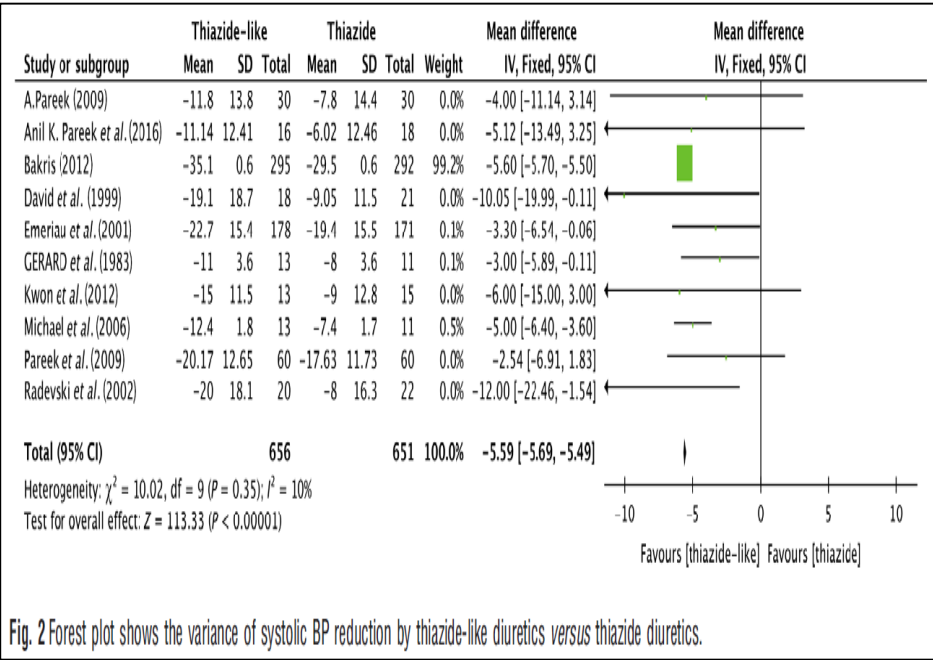 Thiazide-like Thiazide Mean difference Mean difference
Study or subgroup Mean SD Total Mean SD Total Weight IV, Fixed, 95% CI IV, Fixed, 95% CI
A.Pareek (2009) −11.8 13.8 30 −7.8 14.4 30 0.0% −4.00 [−11.14, 3.14]
Anil K. Pareek et al. (2016) −11.14 12.41 16 −6.02 12.46 18 0.0% −5.12 [−13.49, 3.25]
Bakris (2012) −35.1 0.6 295 −29.5 0.6 292 99.2% −5.60 [−5.70, −5.50]
David et al. (1999) −19.1 18.7 18 −9.05 11.5 21 0.0% −10.05 [−19.99, −0.11]
Emeriau et al. (2001) −22.7 15.4 178 −19.4 15.5 171 0.1% −3.30 [−6.54, −0.06]
GERARD et al. (1983) −11 3.6 13 −8 3.6 11 0.1% −3.00 [−5.89, −0.11]
Kwon et al. (2012) −15 11.5 13 −9 12.8 15 0.0% −6.00 [−15.00, 3.00]
Michael et al. (2006) −12.4 1.8 13 −7.4 1.7 11 0.5% −5.00 [−6.40, −3.60]
Pareek et al. (2009) −20.17 12.65 60 −17.63 11.73 60 0.0% −2.54 [−6.91, 1.83]
Radevski et al. (2002) −20 18.1 20 −8 16.3 22 0.0% −12.00 [−22.46, −1.54]
Total (95% CI) 656 651 100.0% −5.59 [−5.69, −5.49]
Heterogeneity: χ² = 10.02, df = 9 (P = 0.35); I² = 10%
Test for overall effect: Z = 113.33 (P < 0.00001)
−10 −5 0 5 10
Favours [thiazide-like] Favours [thiazide]
Fig. 2 Forest plot shows the variance of systolic BP reduction by thiazide-like diuretics versus thiazide diuretics.